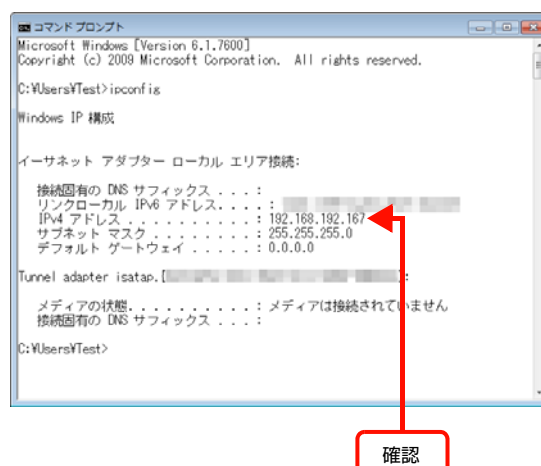 コマンド プロンプト
Microsoft Windows [Version 6.1.7600]
Copyright (c) 2009 Microsoft Corporation.  All rights reserved.
C:¥Users¥Test>ipconfig
Windows IP 構成
イーサネット アダプター ローカル エリア接続:
接続固有の DNS サフィックス . . . :
リンクローカル IPv6 アドレス. . . . :
IPv4 アドレス . . . . . . . . . . : 192.168.192.167
サブネット マスク . . . . . . . . : 255.255.255.0
デフォルト ゲートウェイ . . . . . : 0.0.0.0
Tunnel adapter isatap.[ ]:
メディアの状態. . . . . . . . . . : メディアは接続されていません
接続固有の DNS サフィックス . . . :
C:¥Users¥Test>
確認